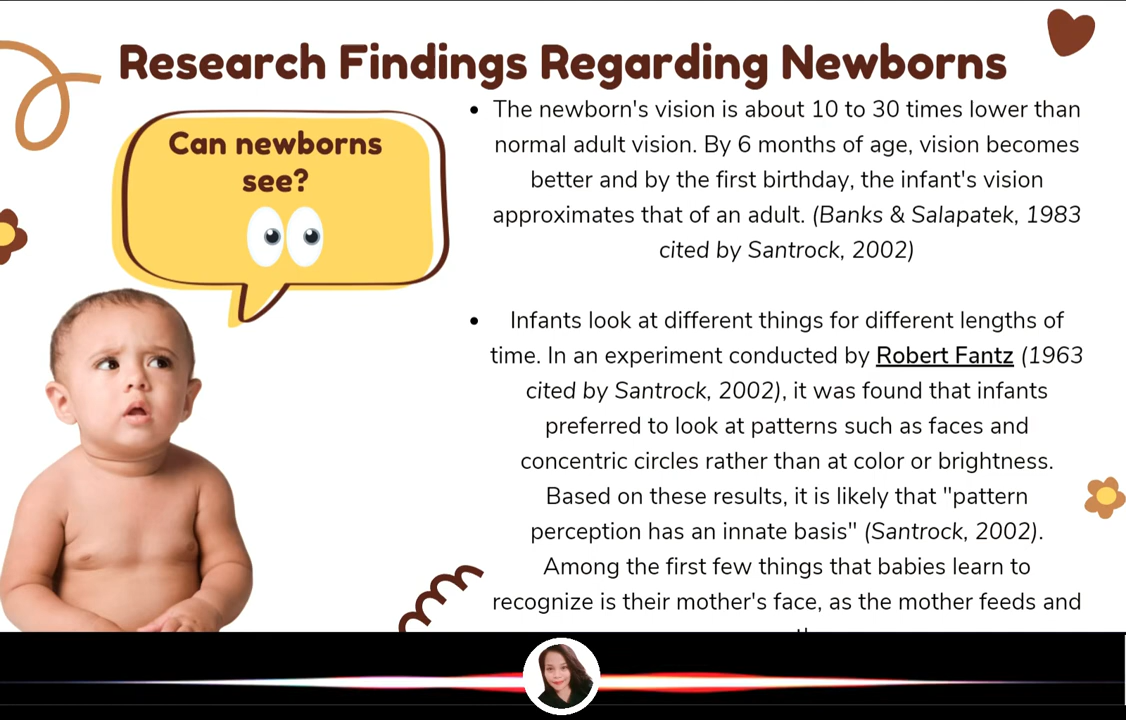 Research Findings Regarding Newborns
Can newborns
see?
• The newborn's vision is about 10 to 30 times lower than
normal adult vision. By 6 months of age, vision becomes
better and by the first birthday, the infant's vision
approximates that of an adult. (Banks & Salapatek, 1983
cited by Santrock, 2002)
• Infants look at different things for different lengths of
time. In an experiment conducted by Robert Fantz (1963
cited by Santrock, 2002), it was found that infants
preferred to look at patterns such as faces and
concentric circles rather than at color or brightness.
Based on these results, it is likely that "pattern
perception has an innate basis" (Santrock, 2002).
Among the first few things that babies learn to
recognize is their mother's face, as the mother feeds and